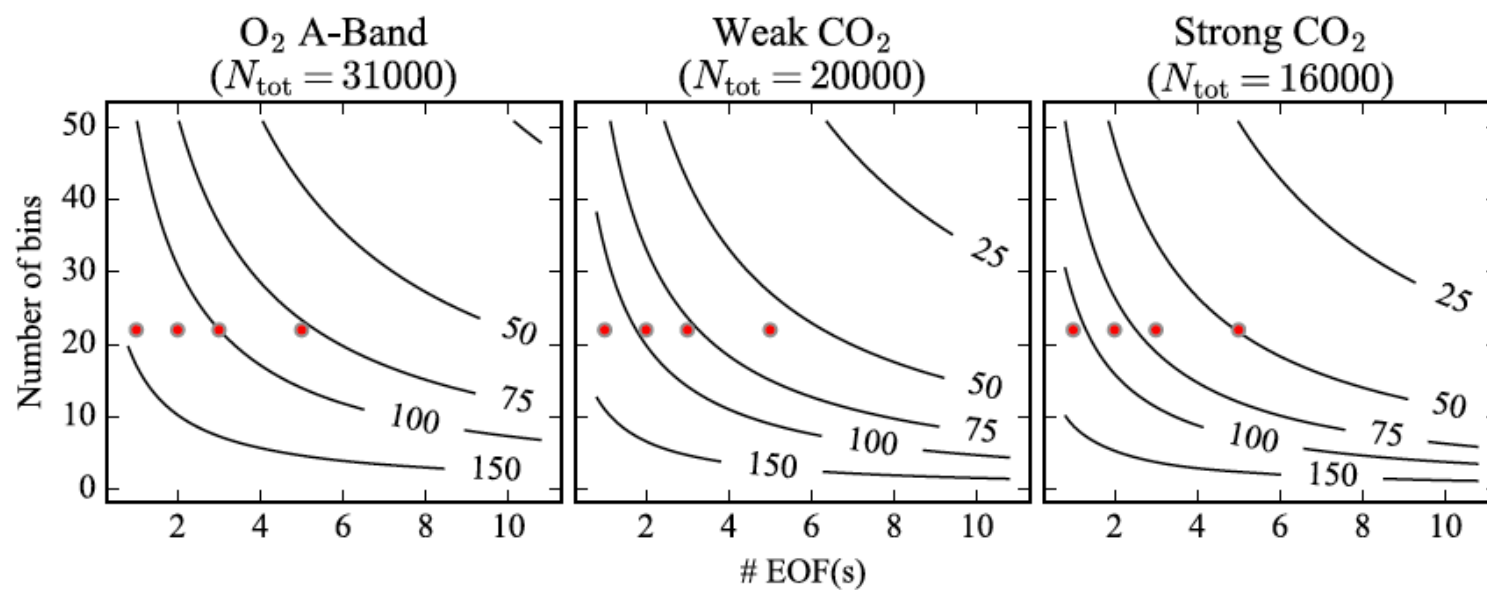 O₂ A-Band
(N_tot = 31000)
Weak CO₂
(N_tot = 20000)
Strong CO₂
(N_tot = 16000)
Number of bins
50
40
30
20
10
0
50
75
100
150
25
50
75
100
150
25
50
75
100
150
2 4 6 8 10
2 4 6 8 10
2 4 6 8 10
# EOF(s)